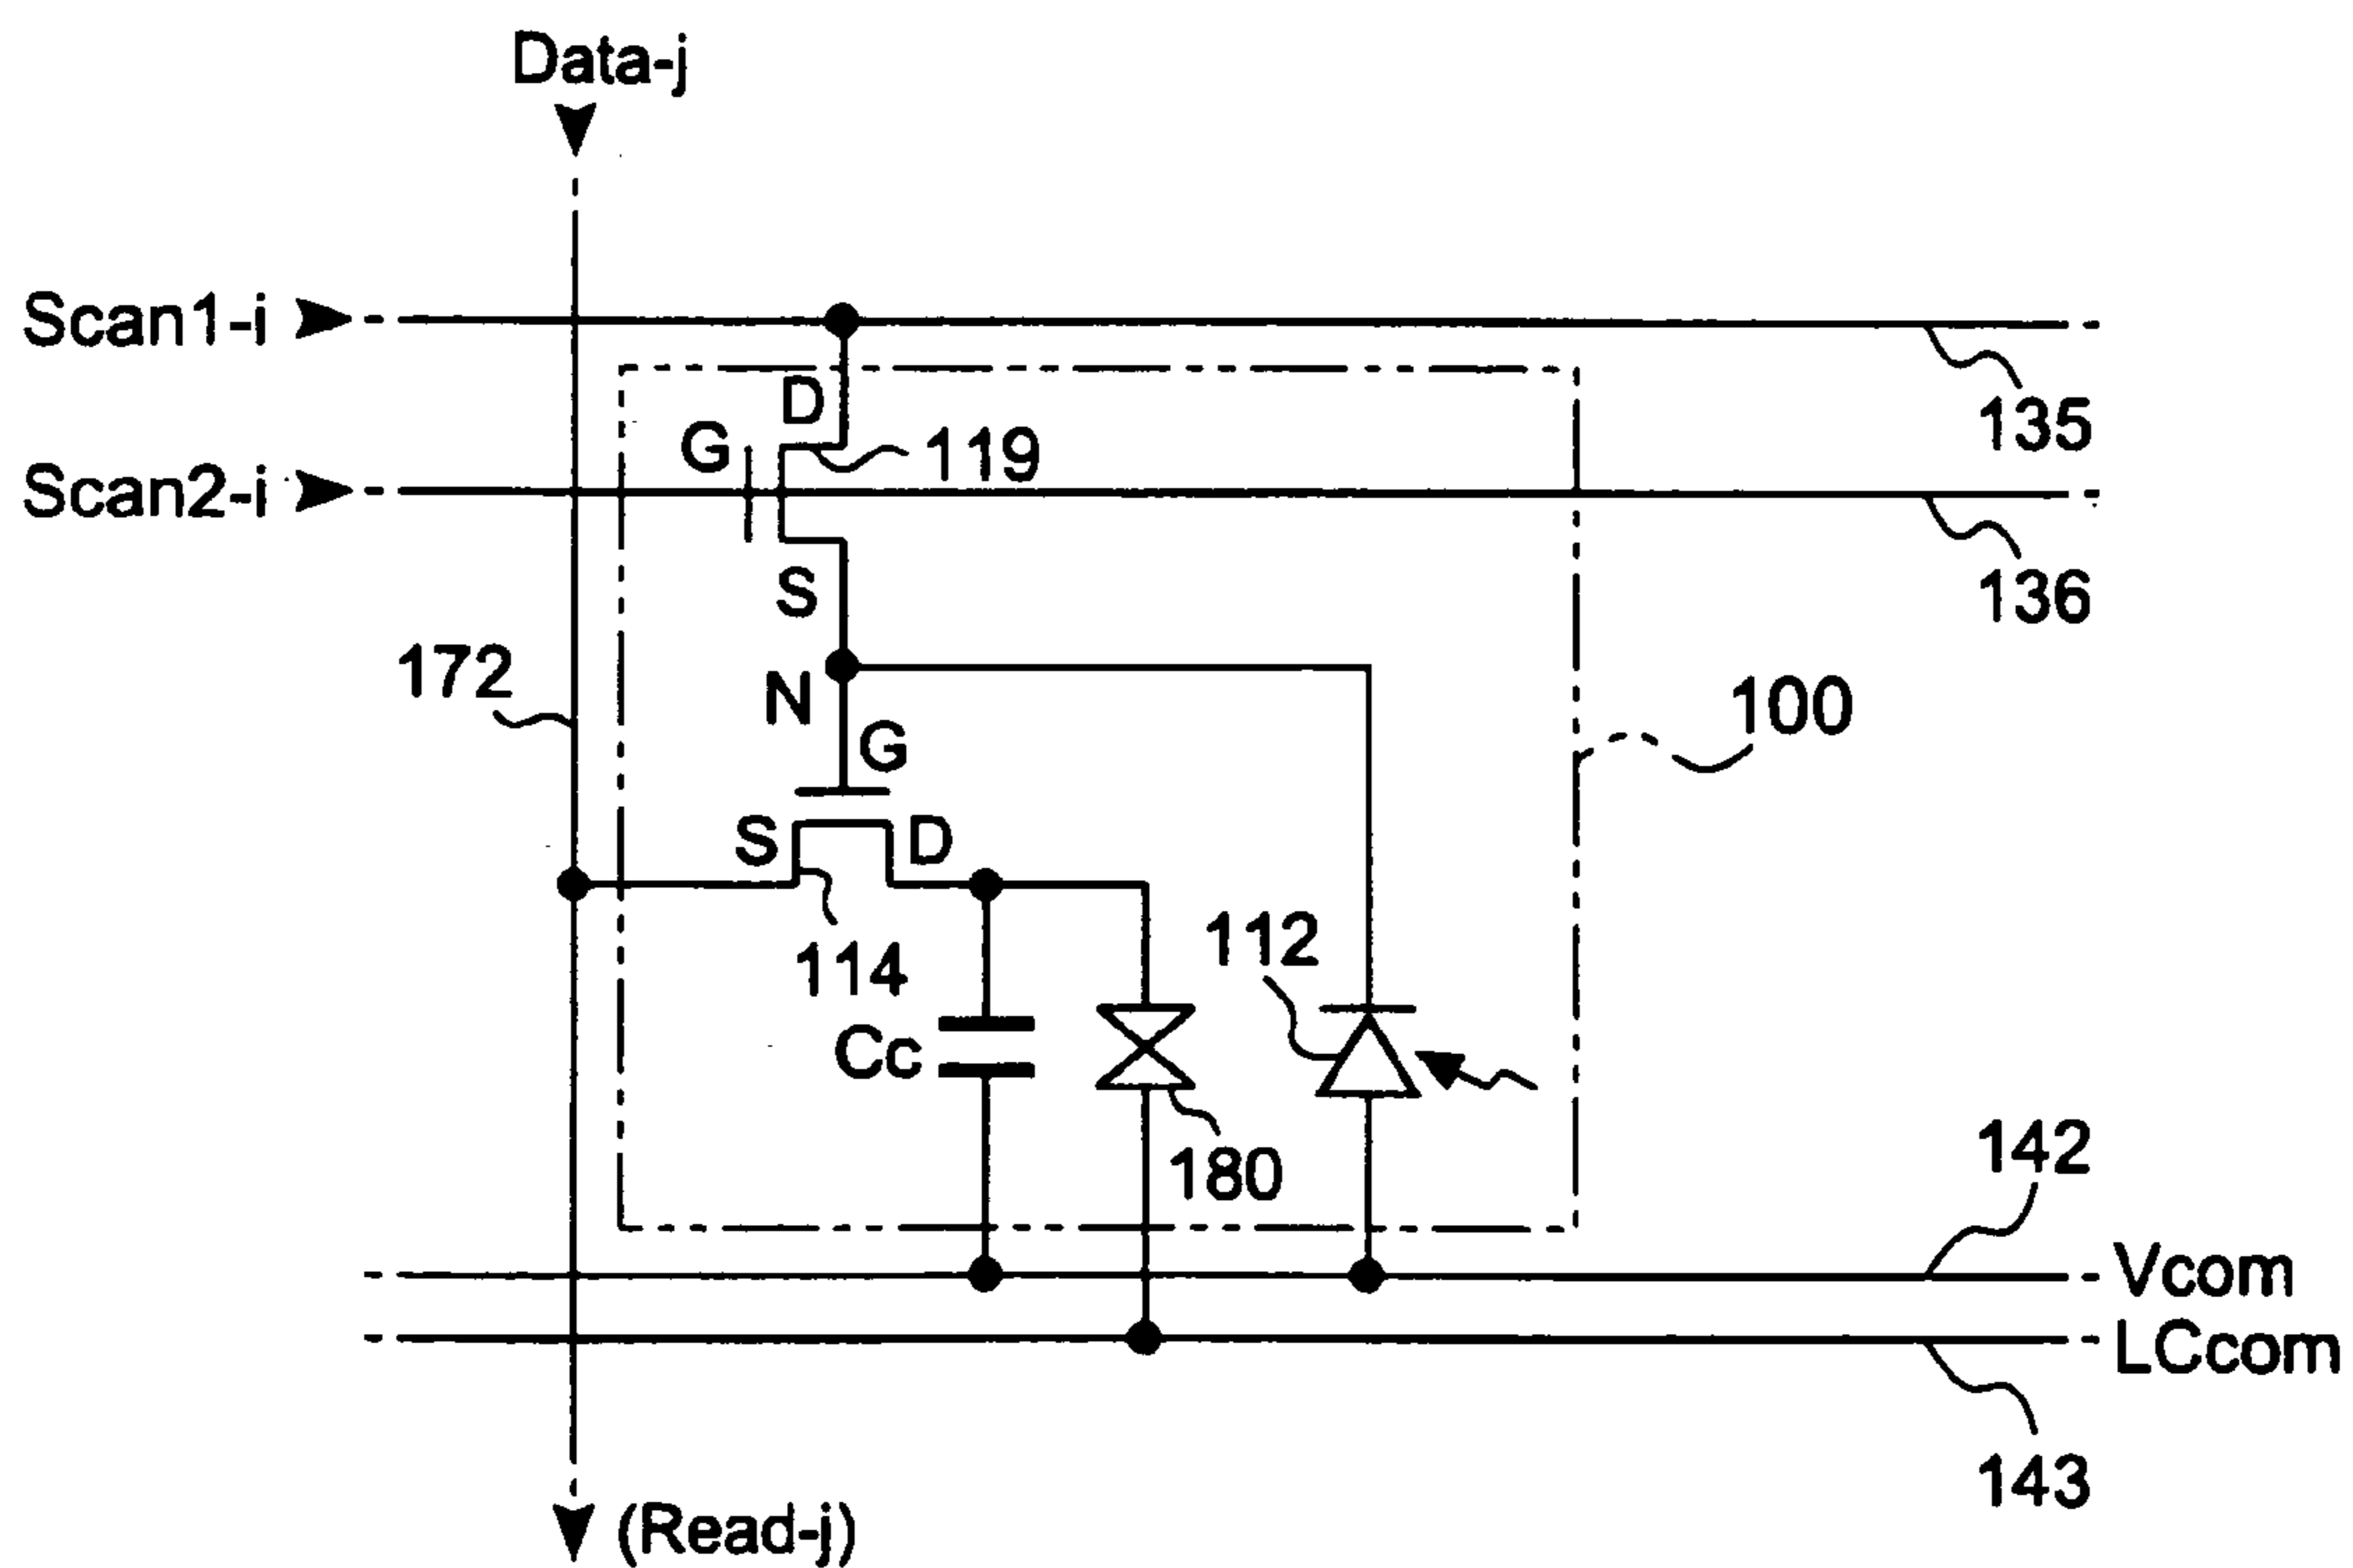 Data-j
Scan1-i
135
D
G
119
Scan2-i
136
S
172
N
100
G
S
D
114
112
Cc
180
142
Vcom
LCcom
143
(Read-j)